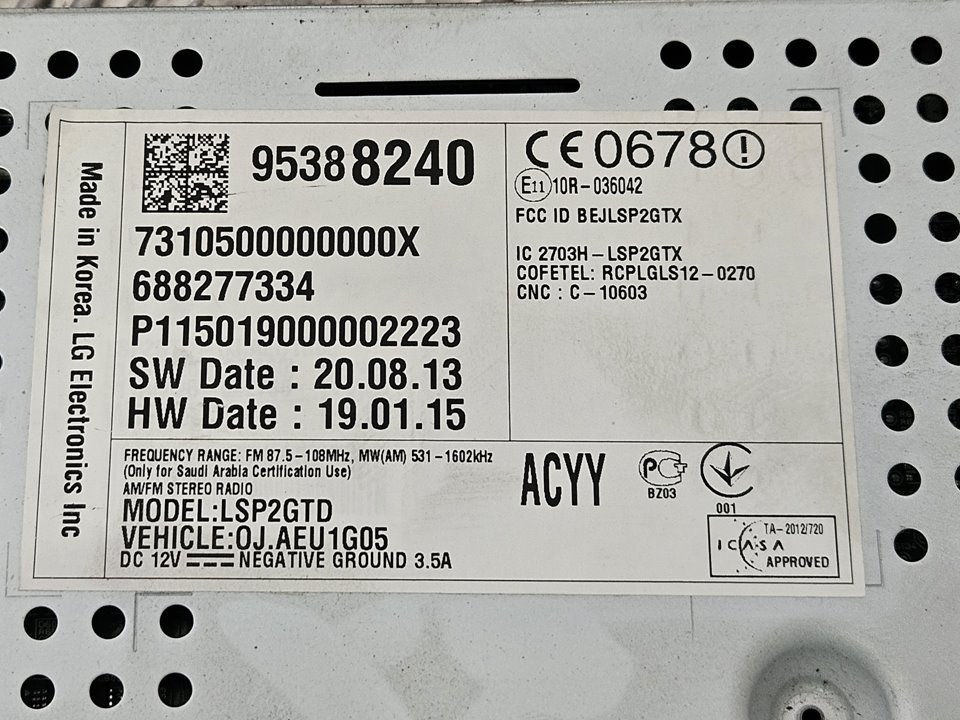 Made in Korea. LG Electronics Inc
95388240
7310500000000X
688277334
P115019000002223
SW Date : 20.08.13
HW Date : 19.01.15
CE0678
E11 10R-036042
FCC ID BEJLSP2GTX
IC 2703H-LSP2GTX
COFETEL: RCPLGLS12-0270
CNC : C-10603
FREQUENCY RANGE: FM 87.5-108MHz, MW(AM) 531-1602kHz
(Only for Saudi Arabia Certification Use)
AM/FM STEREO RADIO
MODEL:LSP2GTD
VEHICLE:OJ.AEU1G05
DC 12V NEGATIVE GROUND 3.5A
ACYY
PCT
BZ03
001
TA-2012/720
ICASA
APPROVED